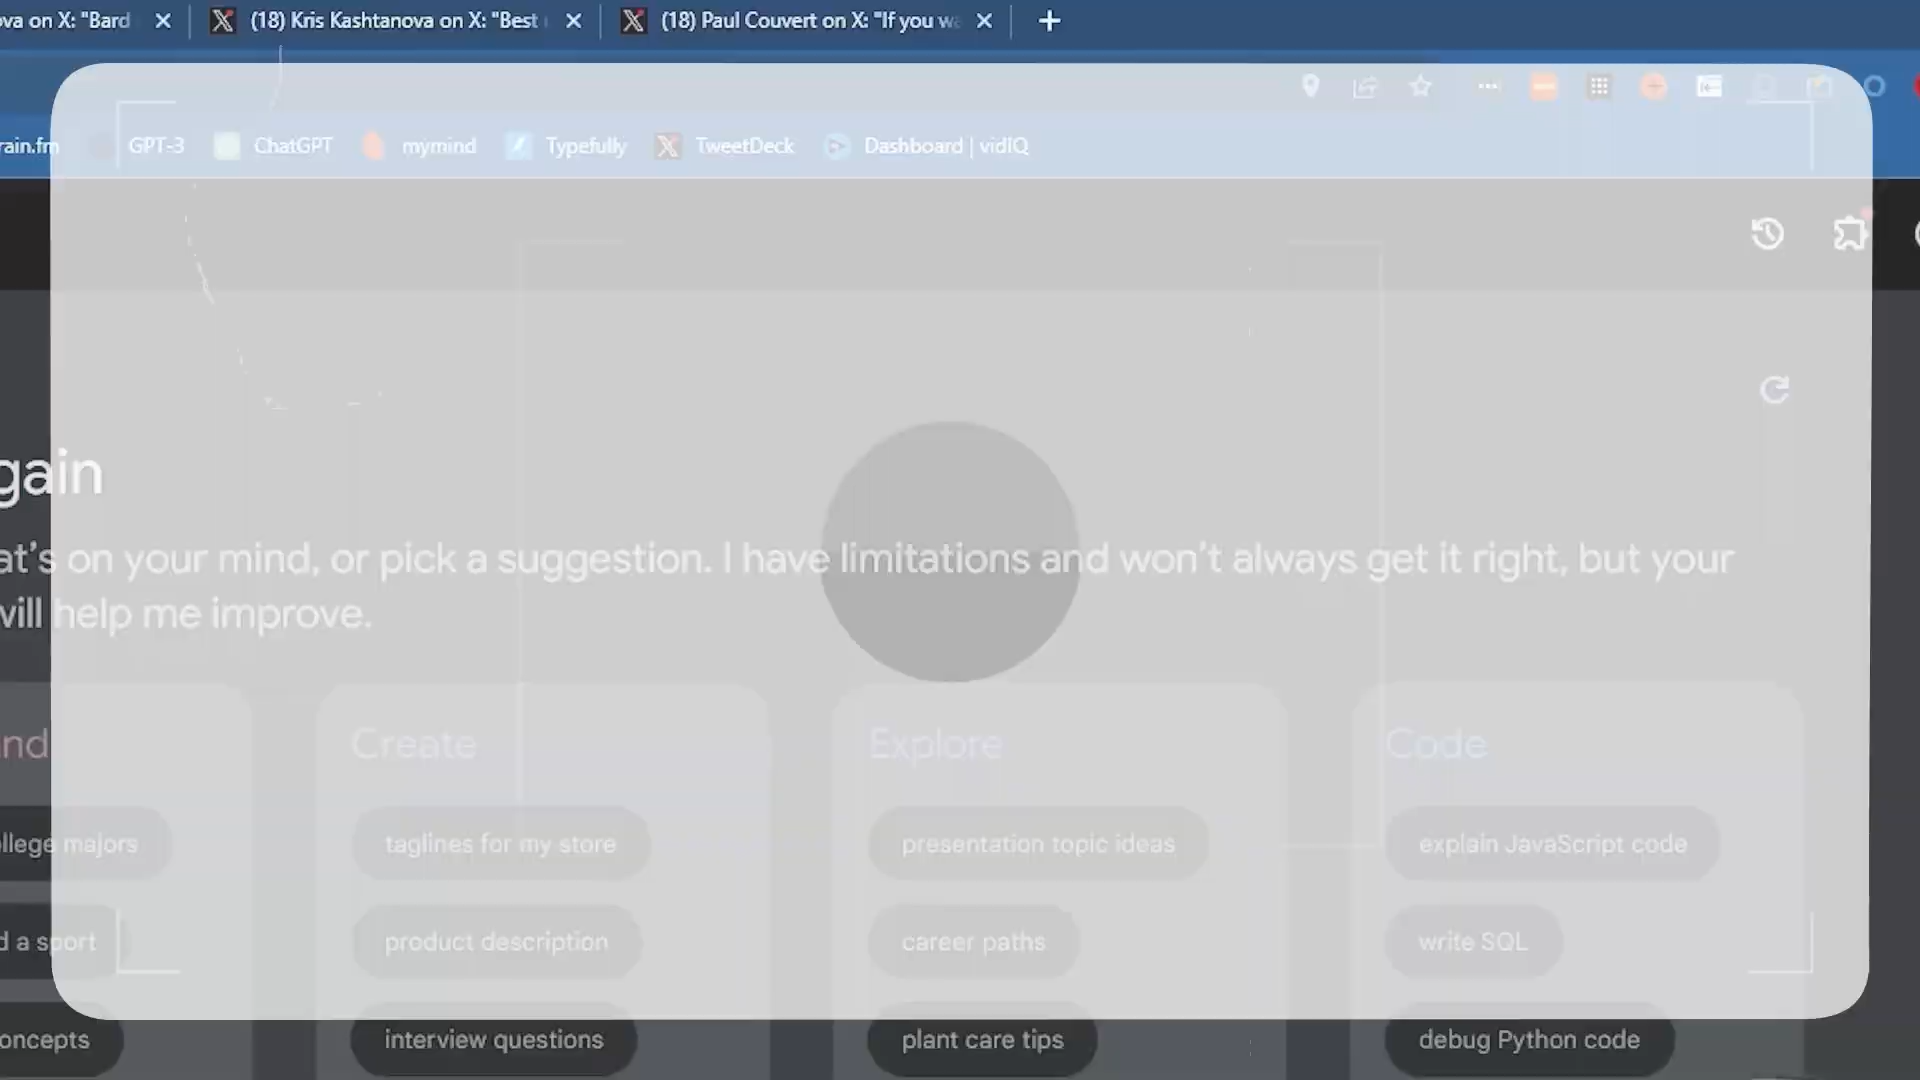 va on X: "Bard
(18) Kris Kashtanova on X: "Best
(18) Paul Couvert on X: "If you wa
rain.fm
GPT-3
ChatGPT
mymind
Typefully
TweetDeck
Dashboard | vidIQ
gain
at's on your mind, or pick a suggestion. I have limitations and won't always get it right, but your
will help me improve.
nd
Create
Explore
Code
llege majors
taglines for my store
presentation topic ideas
explain JavaScript code
d a sport
product description
career paths
write SQL
oncepts
interview questions
plant care tips
debug Python code